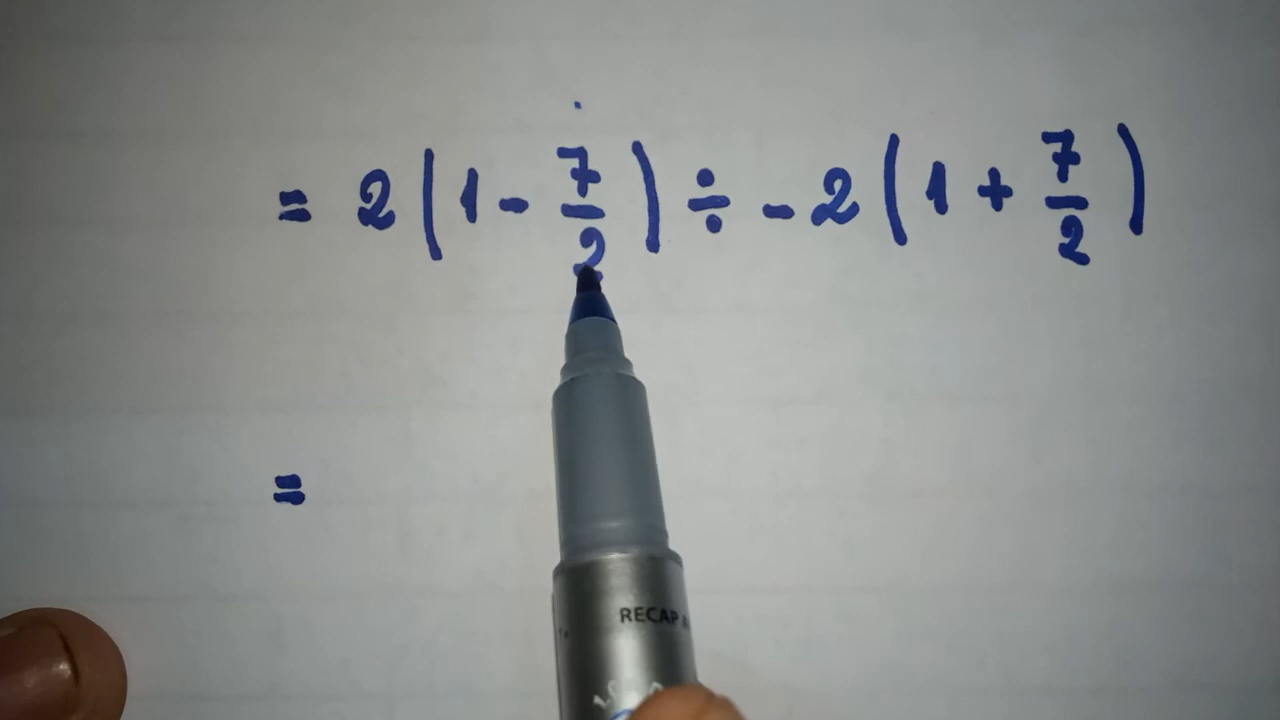 = 2(1 - 7/2) ÷ - 2(1 + 7/2)
=
RECAP